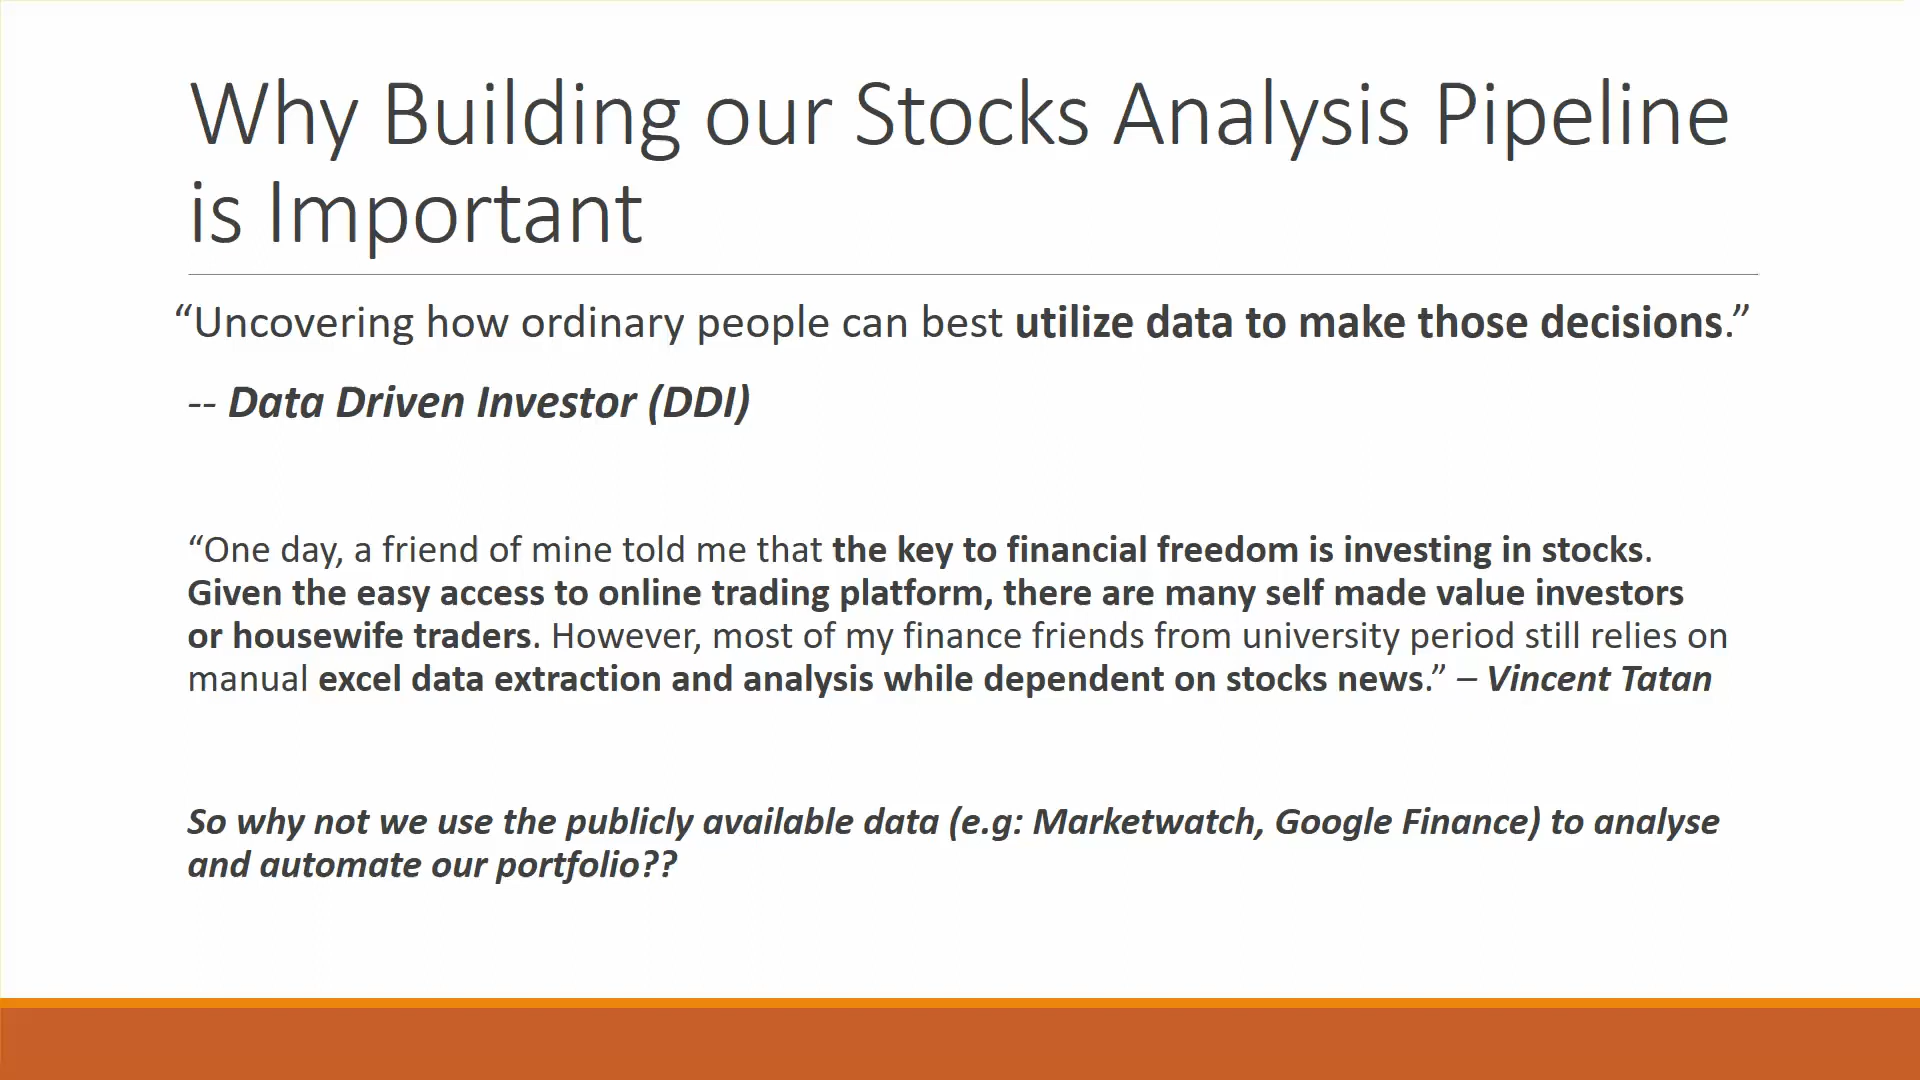 Why Building our Stocks Analysis Pipeline
is Important
“Uncovering how ordinary people can best utilize data to make those decisions.”
-- Data Driven Investor (DDI)
“One day, a friend of mine told me that the key to financial freedom is investing in stocks.
Given the easy access to online trading platform, there are many self made value investors
or housewife traders. However, most of my finance friends from university period still relies on
manual excel data extraction and analysis while dependent on stocks news.” – Vincent Tatan
So why not we use the publicly available data (e.g: Marketwatch, Google Finance) to analyse
and automate our portfolio??